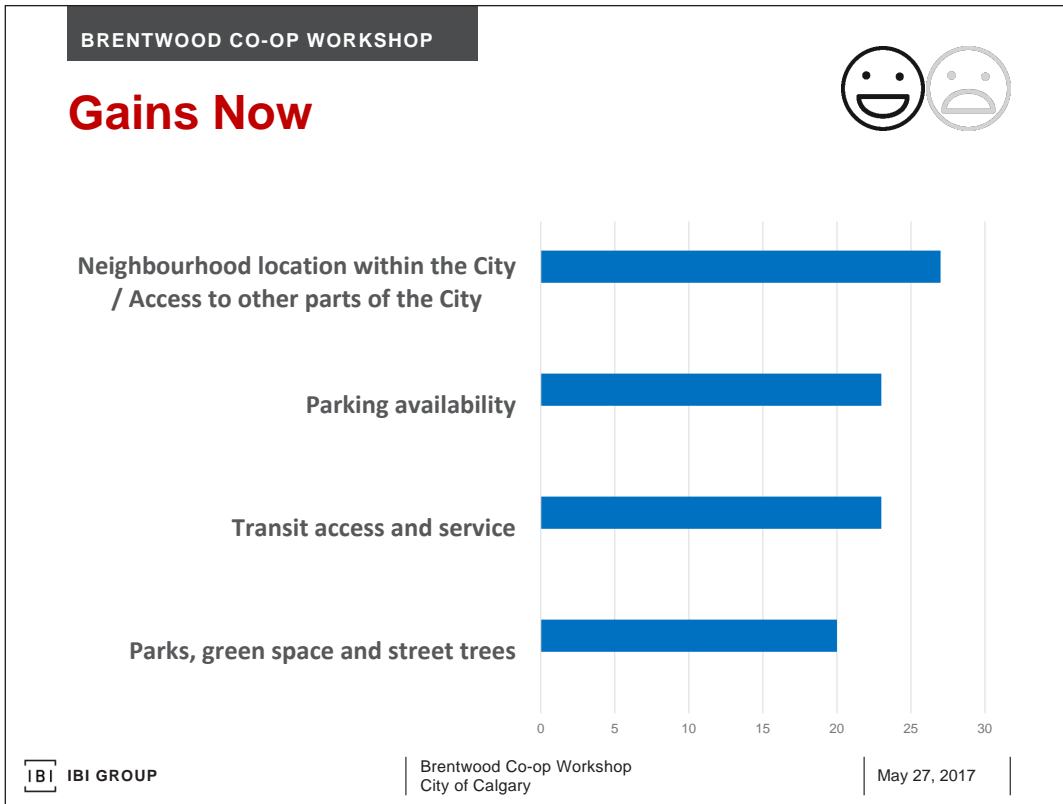 BRENTWOOD CO-OP WORKSHOP
Gains Now
Neighbourhood location within the City
/ Access to other parts of the City
Parking availability
Transit access and service
Parks, green space and street trees
0 5 10 15 20 25 30
IBI IBI GROUP
Brentwood Co-op Workshop
City of Calgary
May 27, 2017